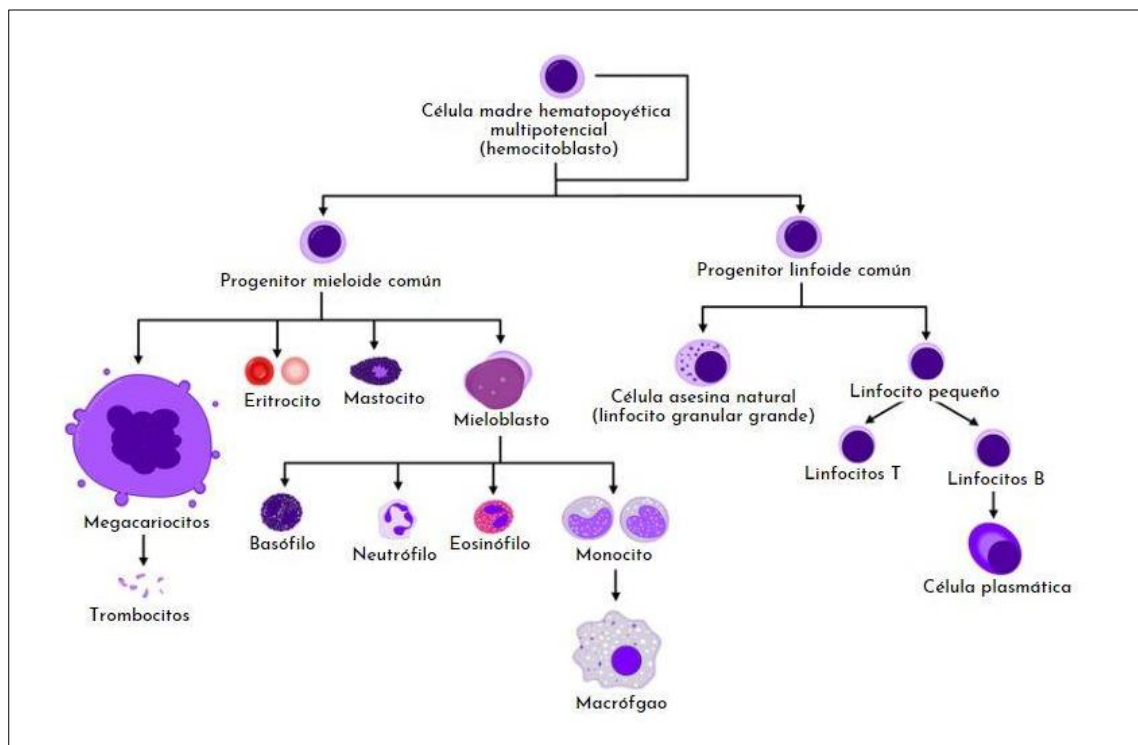 Célula madre hematopoyética
multipotencial
(hemocitoblasto)
Progenitor mieloide común
Progenitor linfoide común
Eritrocito
Mastocito
Mieloblasto
Célula asesina natural
(linfocito granular grande)
Linfocito pequeño
Linfocitos T
Linfocitos B
Megacariocitos
Basófilo
Neutrófilo
Eosinófilo
Monocito
Célula plasmática
Trombocitos
Macrófgao